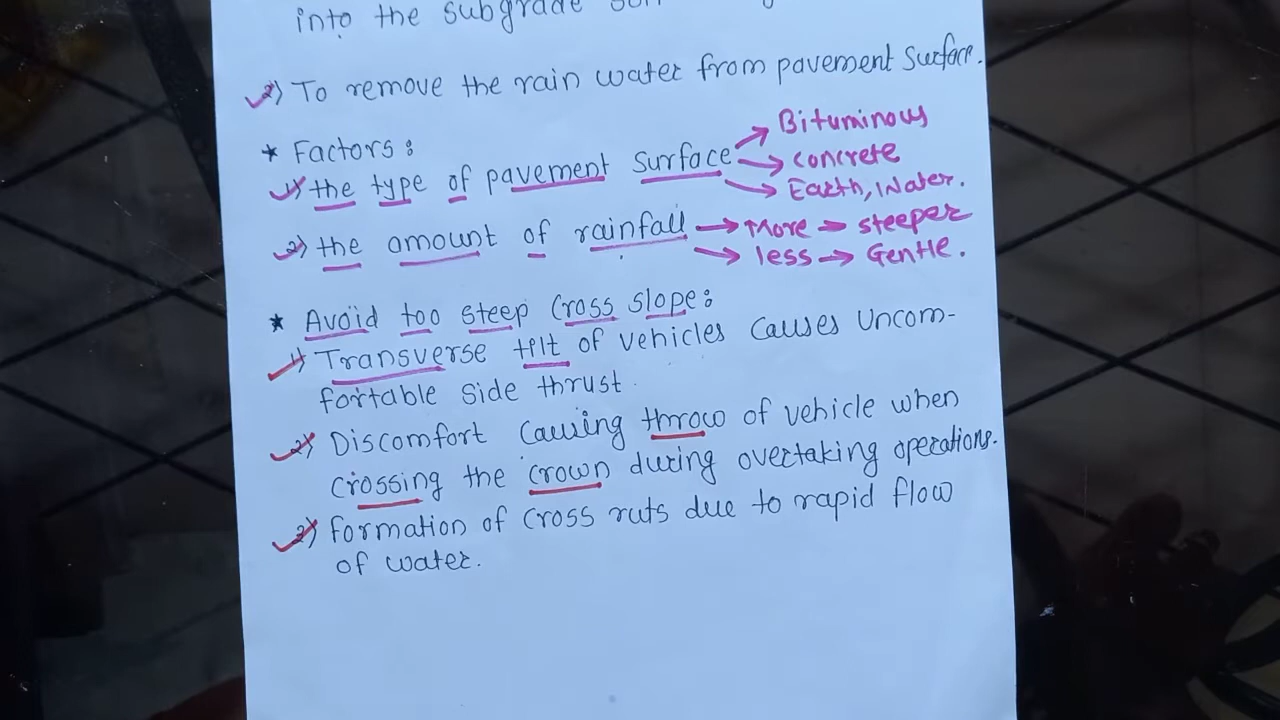 into the subgrade
2) To remove the rain water from pavement surface.
* Factors:
1) the type of pavement surface → Bituminous
→ concrete
→ Earth, Water.
2) the amount of rainfall → More → steeper
→ less → Gentle.
* Avoid too steep Cross slope:
1) Transverse tilt of vehicles causes Uncom-
fortable side thrust.
2) Discomfort causing throw of vehicle when
crossing the crown during overtaking operations.
3) formation of cross ruts due to rapid flow
of water.